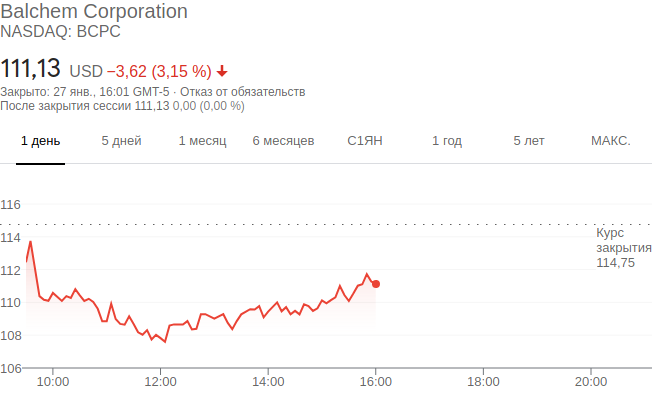 Balchem Corporation
NASDAQ: BCPC
111,13 USD −3,62 (3,15 %)
Закрыто: 27 янв., 16:01 GMT-5 · Отказ от обязательств
После закрытия сессии 111,13 0,00 (0,00 %)
1 день 5 дней 1 месяц 6 месяцев С1ЯН 1 год 5 лет МАКС.
116
114
112
110
108
106
Курс
закрытия
114,75
10:00 12:00 14:00 16:00 18:00 20:00